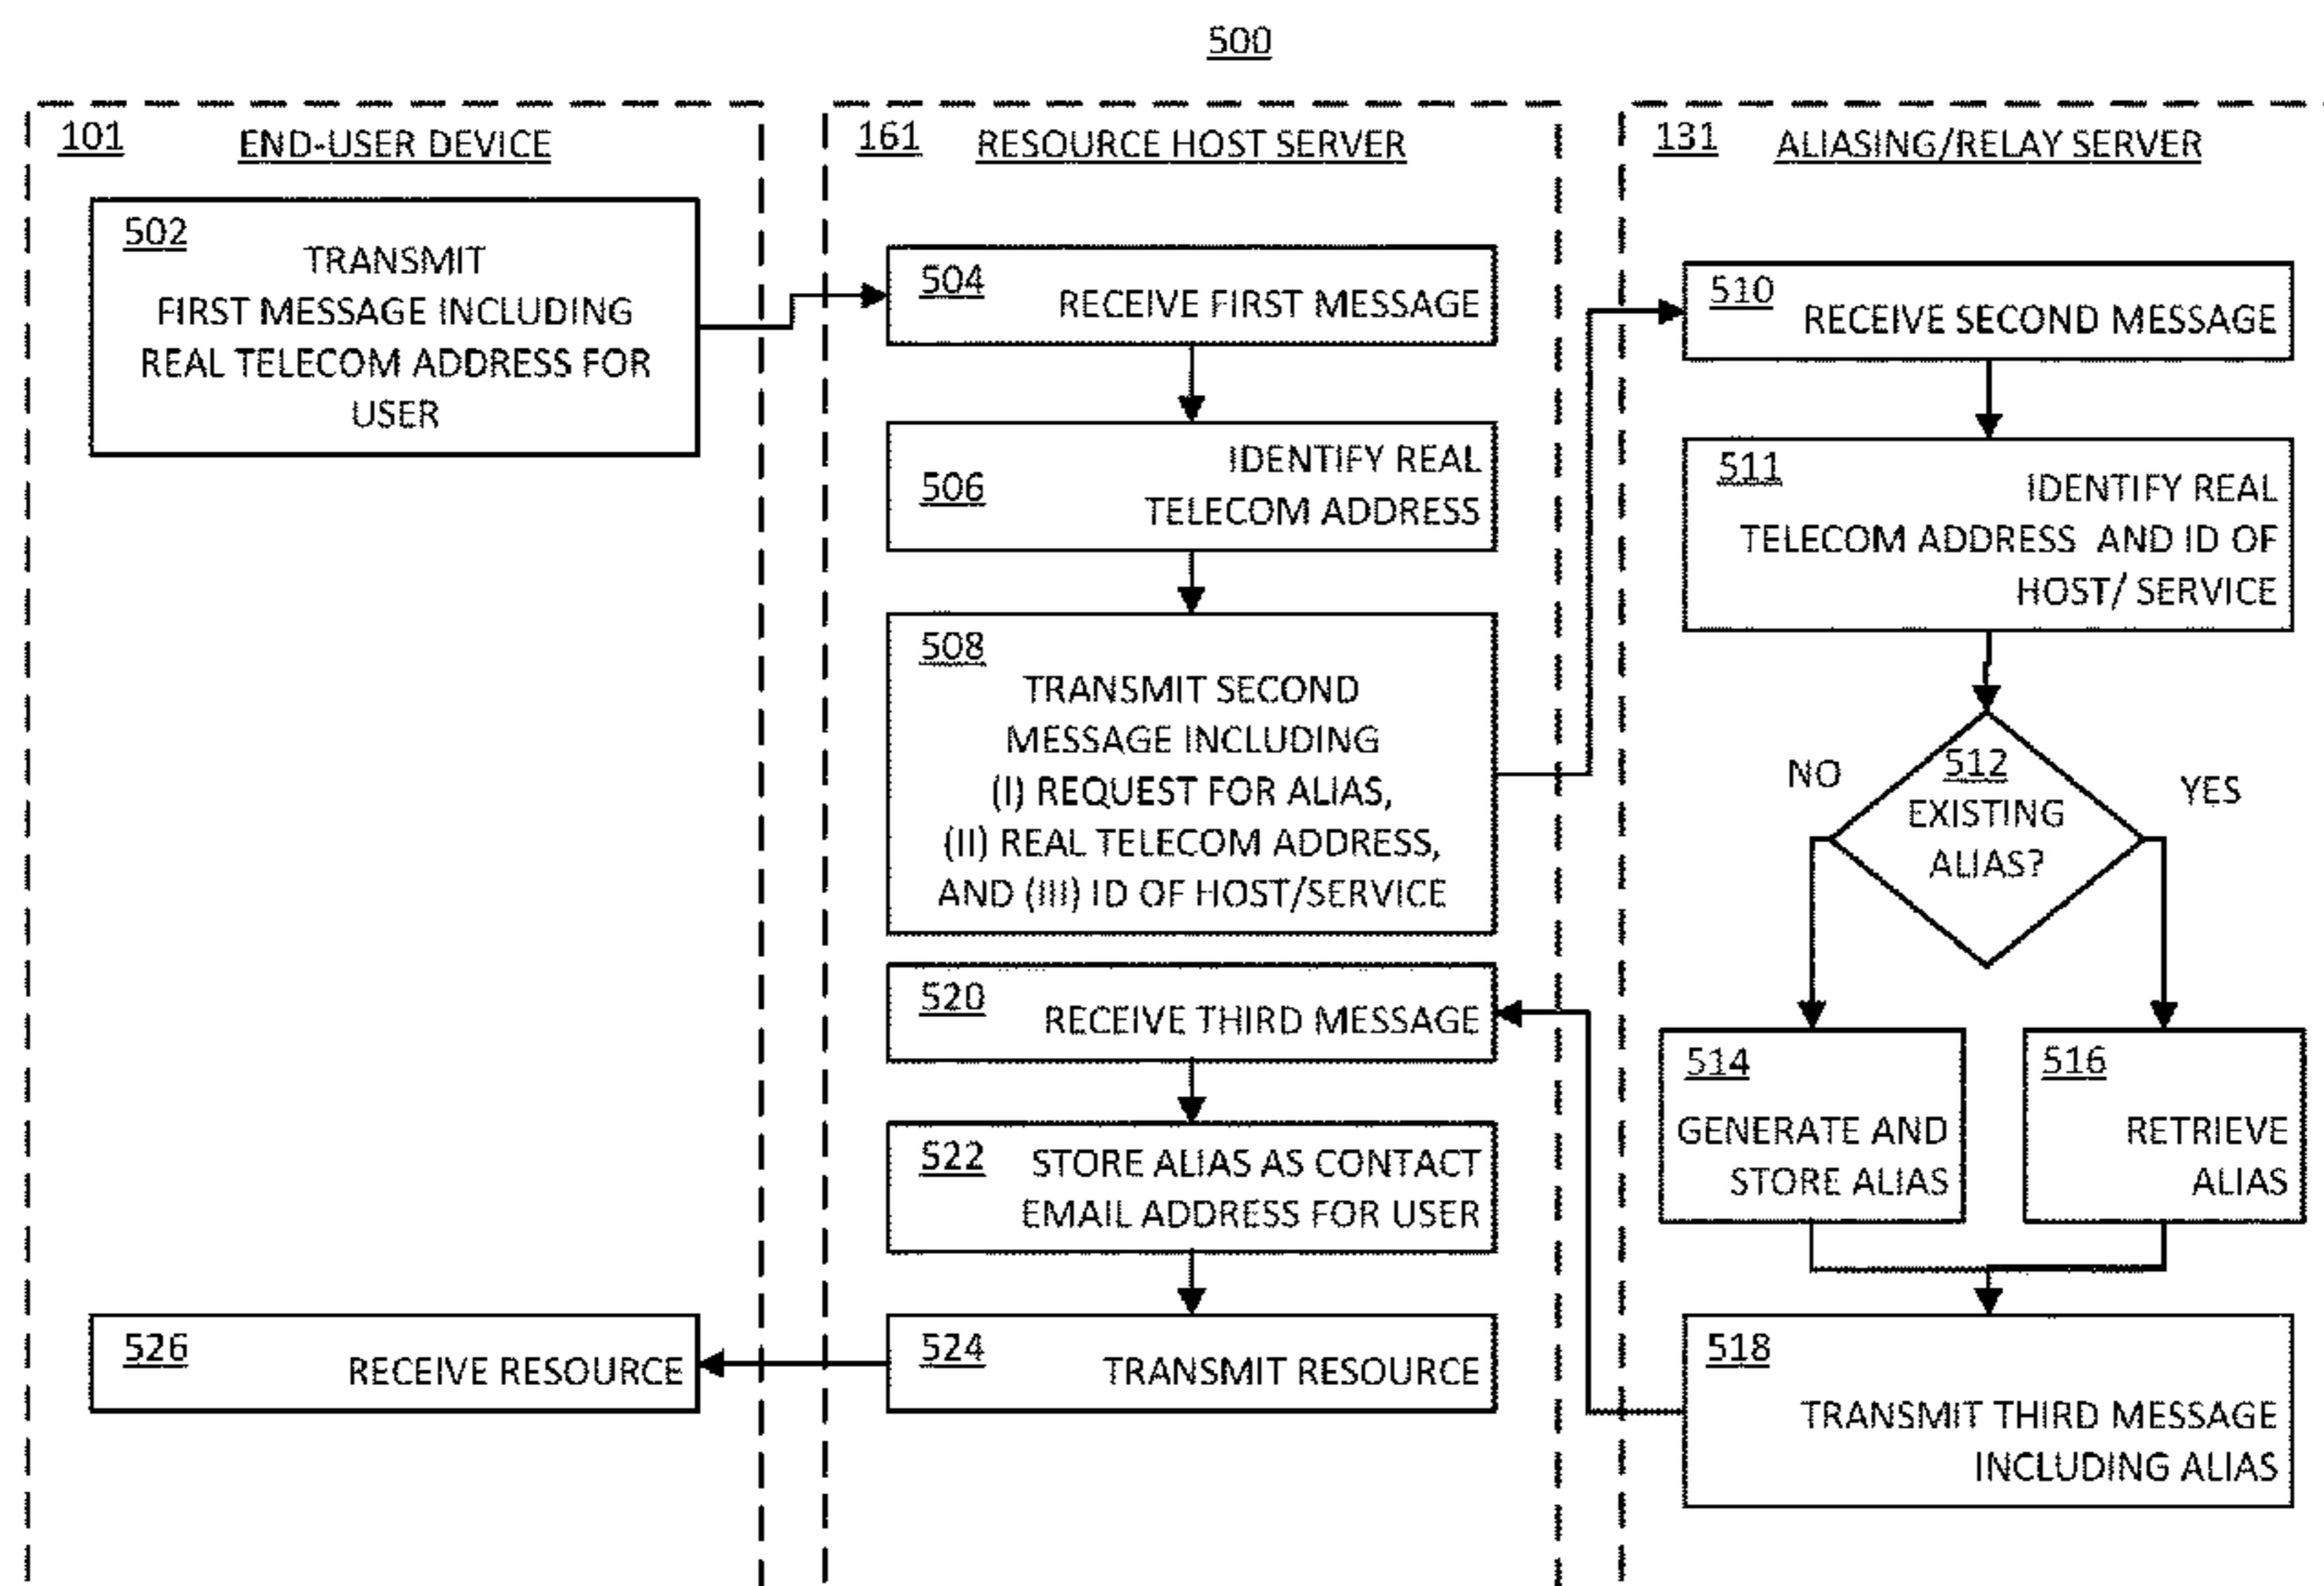 500
101 END-USER DEVICE
502
TRANSMIT
FIRST MESSAGE INCLUDING
REAL TELECOM ADDRESS FOR
USER
526
RECEIVE RESOURCE
161 RESOURCE HOST SERVER
504
RECEIVE FIRST MESSAGE
IDENTIFY REAL
506
TELECOM ADDRESS
508
TRANSMIT SECOND
MESSAGE INCLUDING
(I) REQUEST FOR ALIAS,
(II) REAL TELECOM ADDRESS,
AND (III) ID OF HOST/SERVICE
520
RECEIVE THIRD MESSAGE
522 STORE ALIAS AS CONTACT
EMAIL ADDRESS FOR USER
524
TRANSMIT RESOURCE
131 ALIASING/RELAY SERVER
510
RECEIVE SECOND MESSAGE
511
IDENTIFY REAL
TELECOM ADDRESS AND ID OF
HOST/ SERVICE
512
EXISTING
ALIAS?
NO
YES
514
GENERATE AND
STORE ALIAS
516
RETRIEVE
ALIAS
518
TRANSMIT THIRD MESSAGE
INCLUDING ALIAS